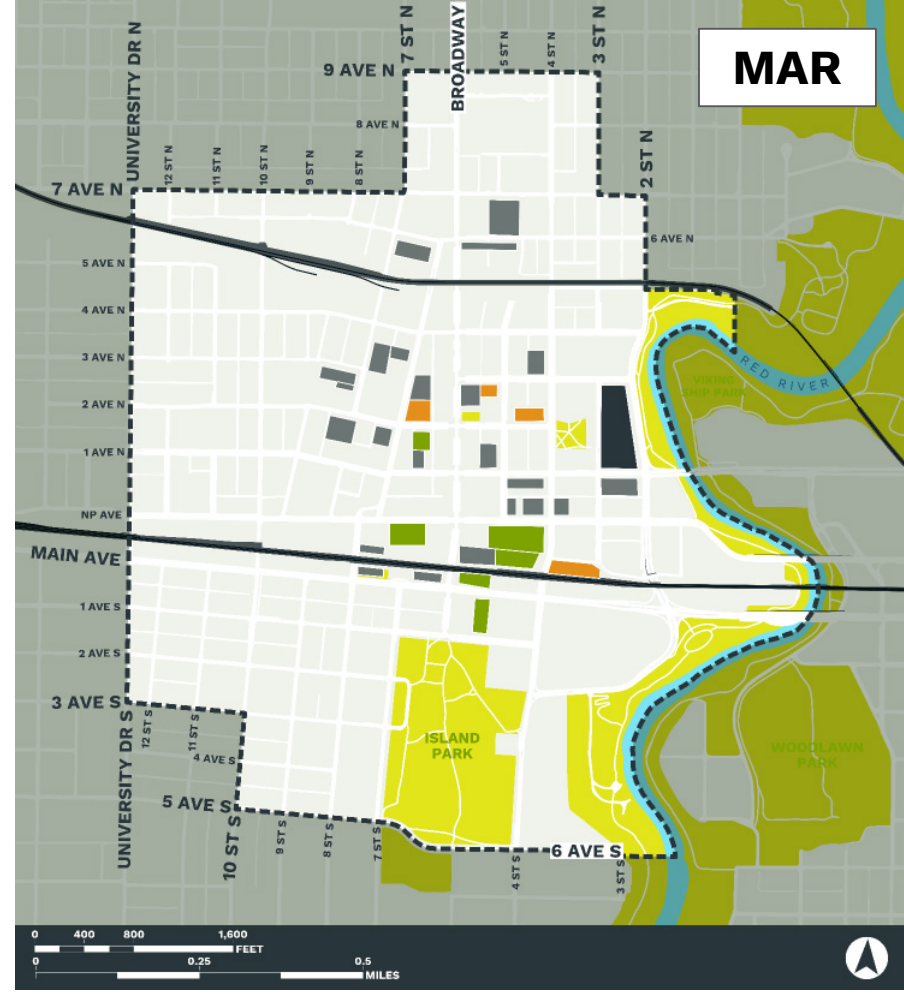 MAR
UNIVERSITY DR N
7 ST N
BROADWAY
5 ST N
4 ST N
3 ST N
9 AVE N
8 AVE N
12 ST N
11 ST N
10 ST N
9 ST N
8 ST N
2 ST N
7 AVE N
6 AVE N
5 AVE N
4 AVE N
3 AVE N
2 AVE N
1 AVE N
NP AVE
MAIN AVE
1 AVE S
2 AVE S
3 AVE S
RED RIVER
VIKING
SHIP PARK
ISLAND
PARK
WOODLAWN
PARK
UNIVERSITY DR S
12 ST S
11 ST S
4 AVE S
5 AVE S
10 ST S
9 ST S
8 ST S
7 ST S
6 AVE S
4 ST S
3 ST S
0 400 800 1,600
FEET
0 0.25 0.5
MILES